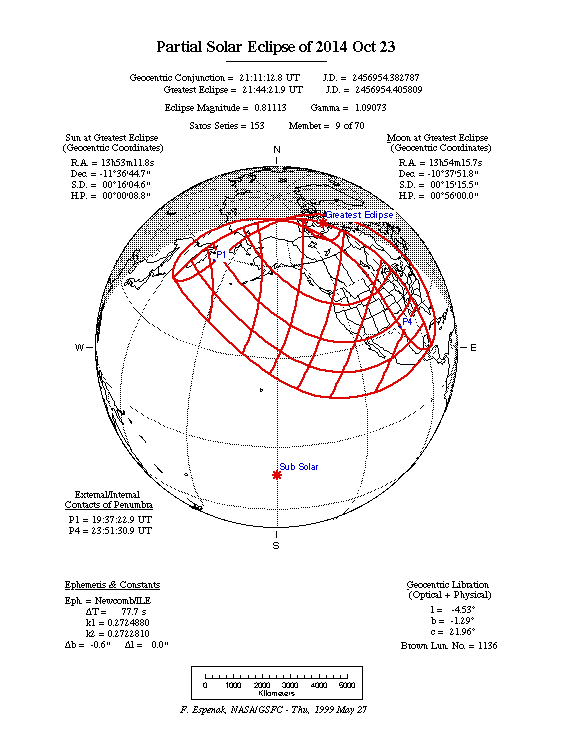 Partial Solar Eclipse of 2014 Oct 23
Geocentric Conjunction = 21:11:12.8 UT J.D. = 2456954.382787
Greatest Eclipse = 21:44:21.9 UT J.D. = 2456954.405809
Eclipse Magnitude = 0.81113 Gamma = 1.09073
Saros Series = 153 Member = 9 of 70
Sun at Greatest Eclipse
(Geocentric Coordinates)
R.A. = 13h53m11.8s
Dec. = -11°36'44.7"
S.D. = 00°16'04.6"
H.P. = 00°00'08.8"
Moon at Greatest Eclipse
(Geocentric Coordinates)
R.A. = 13h54m15.7s
Dec. = -10°37'51.8"
S.D. = 00°15'15.5"
H.P. = 00°56'00.0"
N
Greatest Eclipse
P1
P4
W
E
Sub Solar
S
External/Internal
Contacts of Penumbra
P1 = 19:37:22.9 UT
P4 = 23:51:30.9 UT
Ephemeris & Constants
Eph. = Newcomb/ILE
ΔT = 77.7 s
k1 = 0.2724880
k2 = 0.2722810
Δb = -0.6" Δl = 0.0"
Geocentric Libration
(Optical + Physical)
l = -4.53°
b = -1.29°
c = 21.96°
Brown Lun. No. = 1136
0 1000 2000 3000 4000 5000
Kilometers
F. Espenak, NASA/GSFC - Thu, 1999 May 27